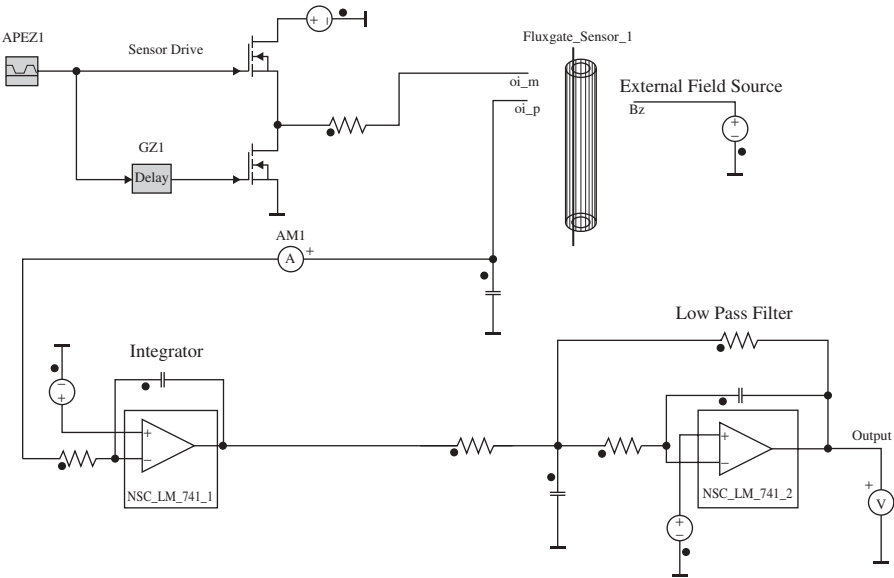 APEZ1
Sensor Drive
Fluxgate_Sensor_1
oi_m
External Field Source
oi_p
Bz
GZ1
Delay
AM1
A
Low Pass Filter
Integrator
Output
NSC_LM_741_1
NSC_LM_741_2
V